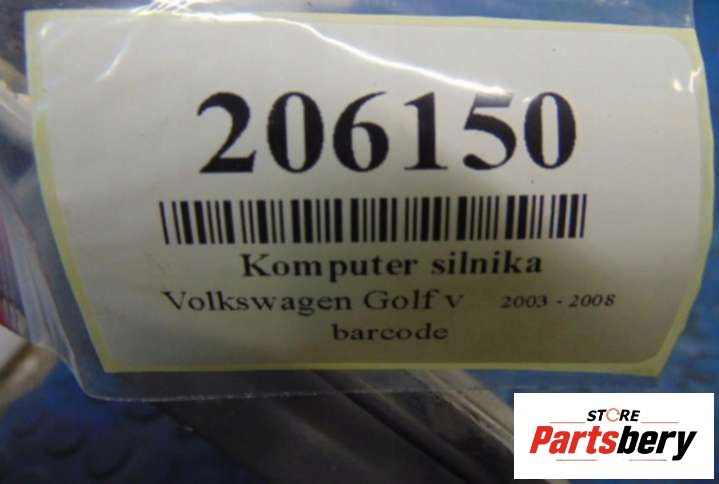 206150
Komputer silnika
Volkswagen Golf v 2003 - 2008
barcode
STORE
Partsbery